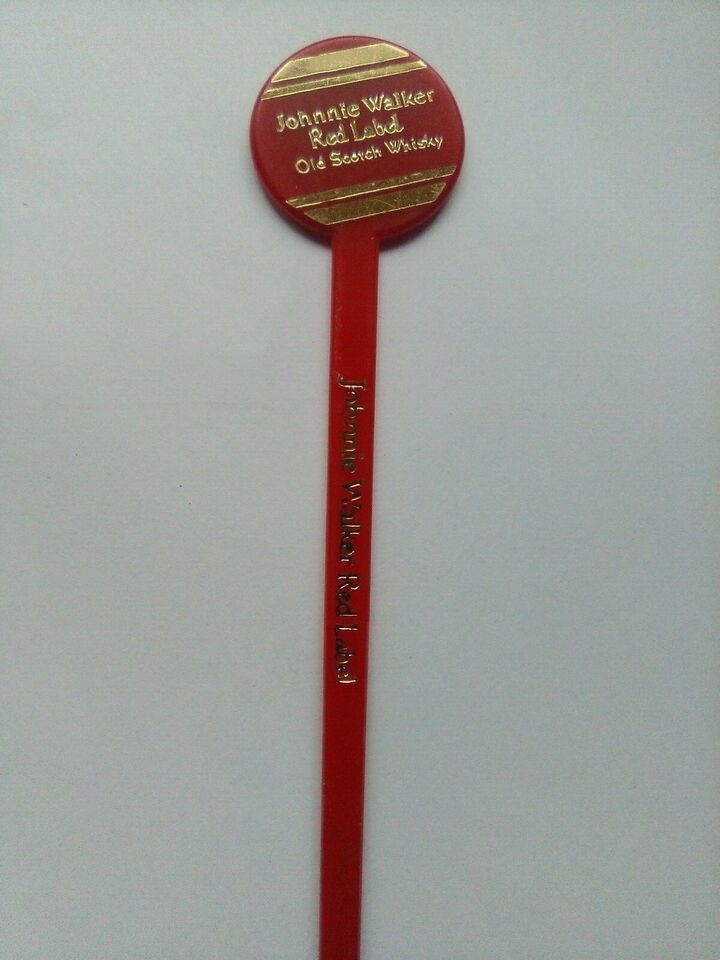 Johnnie Walker
Red Label
Old Scotch Whisky
Johnnie Walker Red Label